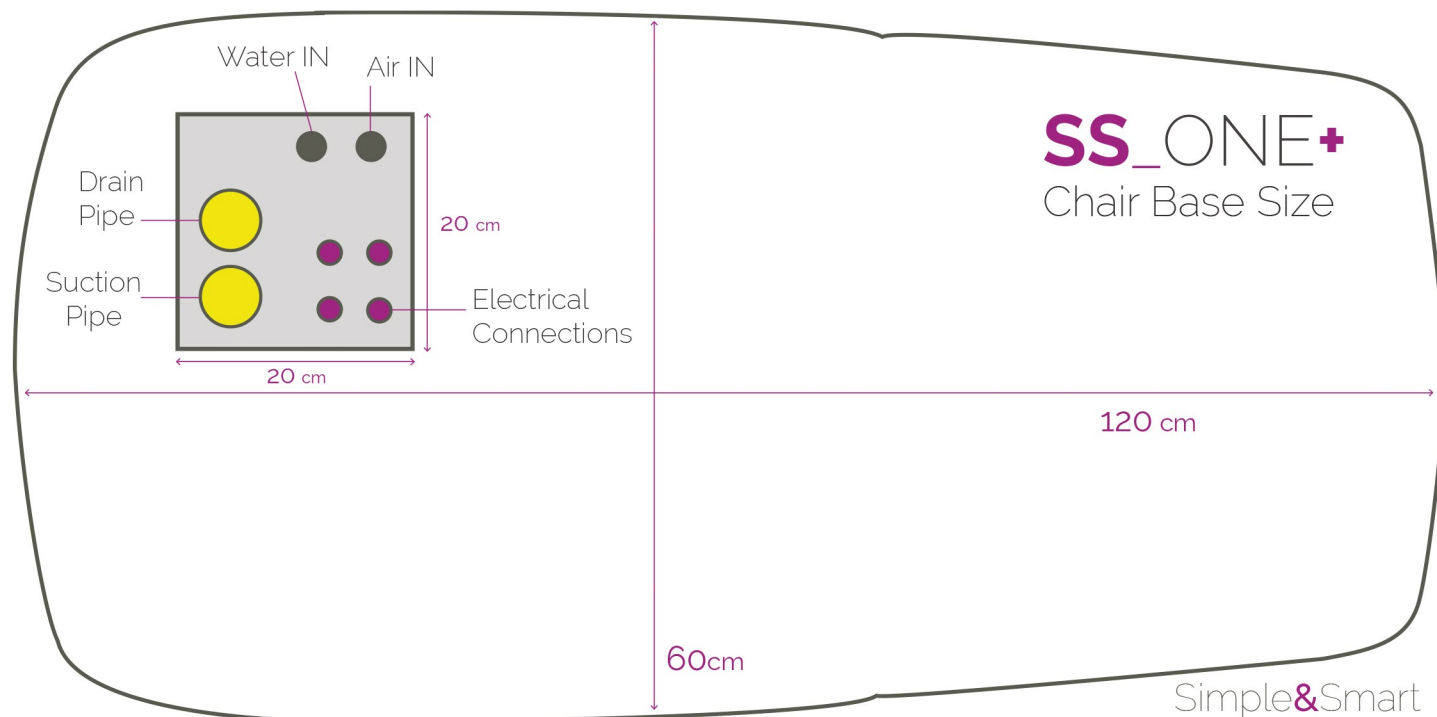 Water IN
Air IN
SS_ONE+
Chair Base Size
Drain
Pipe
20 cm
Suction
Pipe
Electrical
Connections
20 cm
120 cm
60cm
Simple&Smart